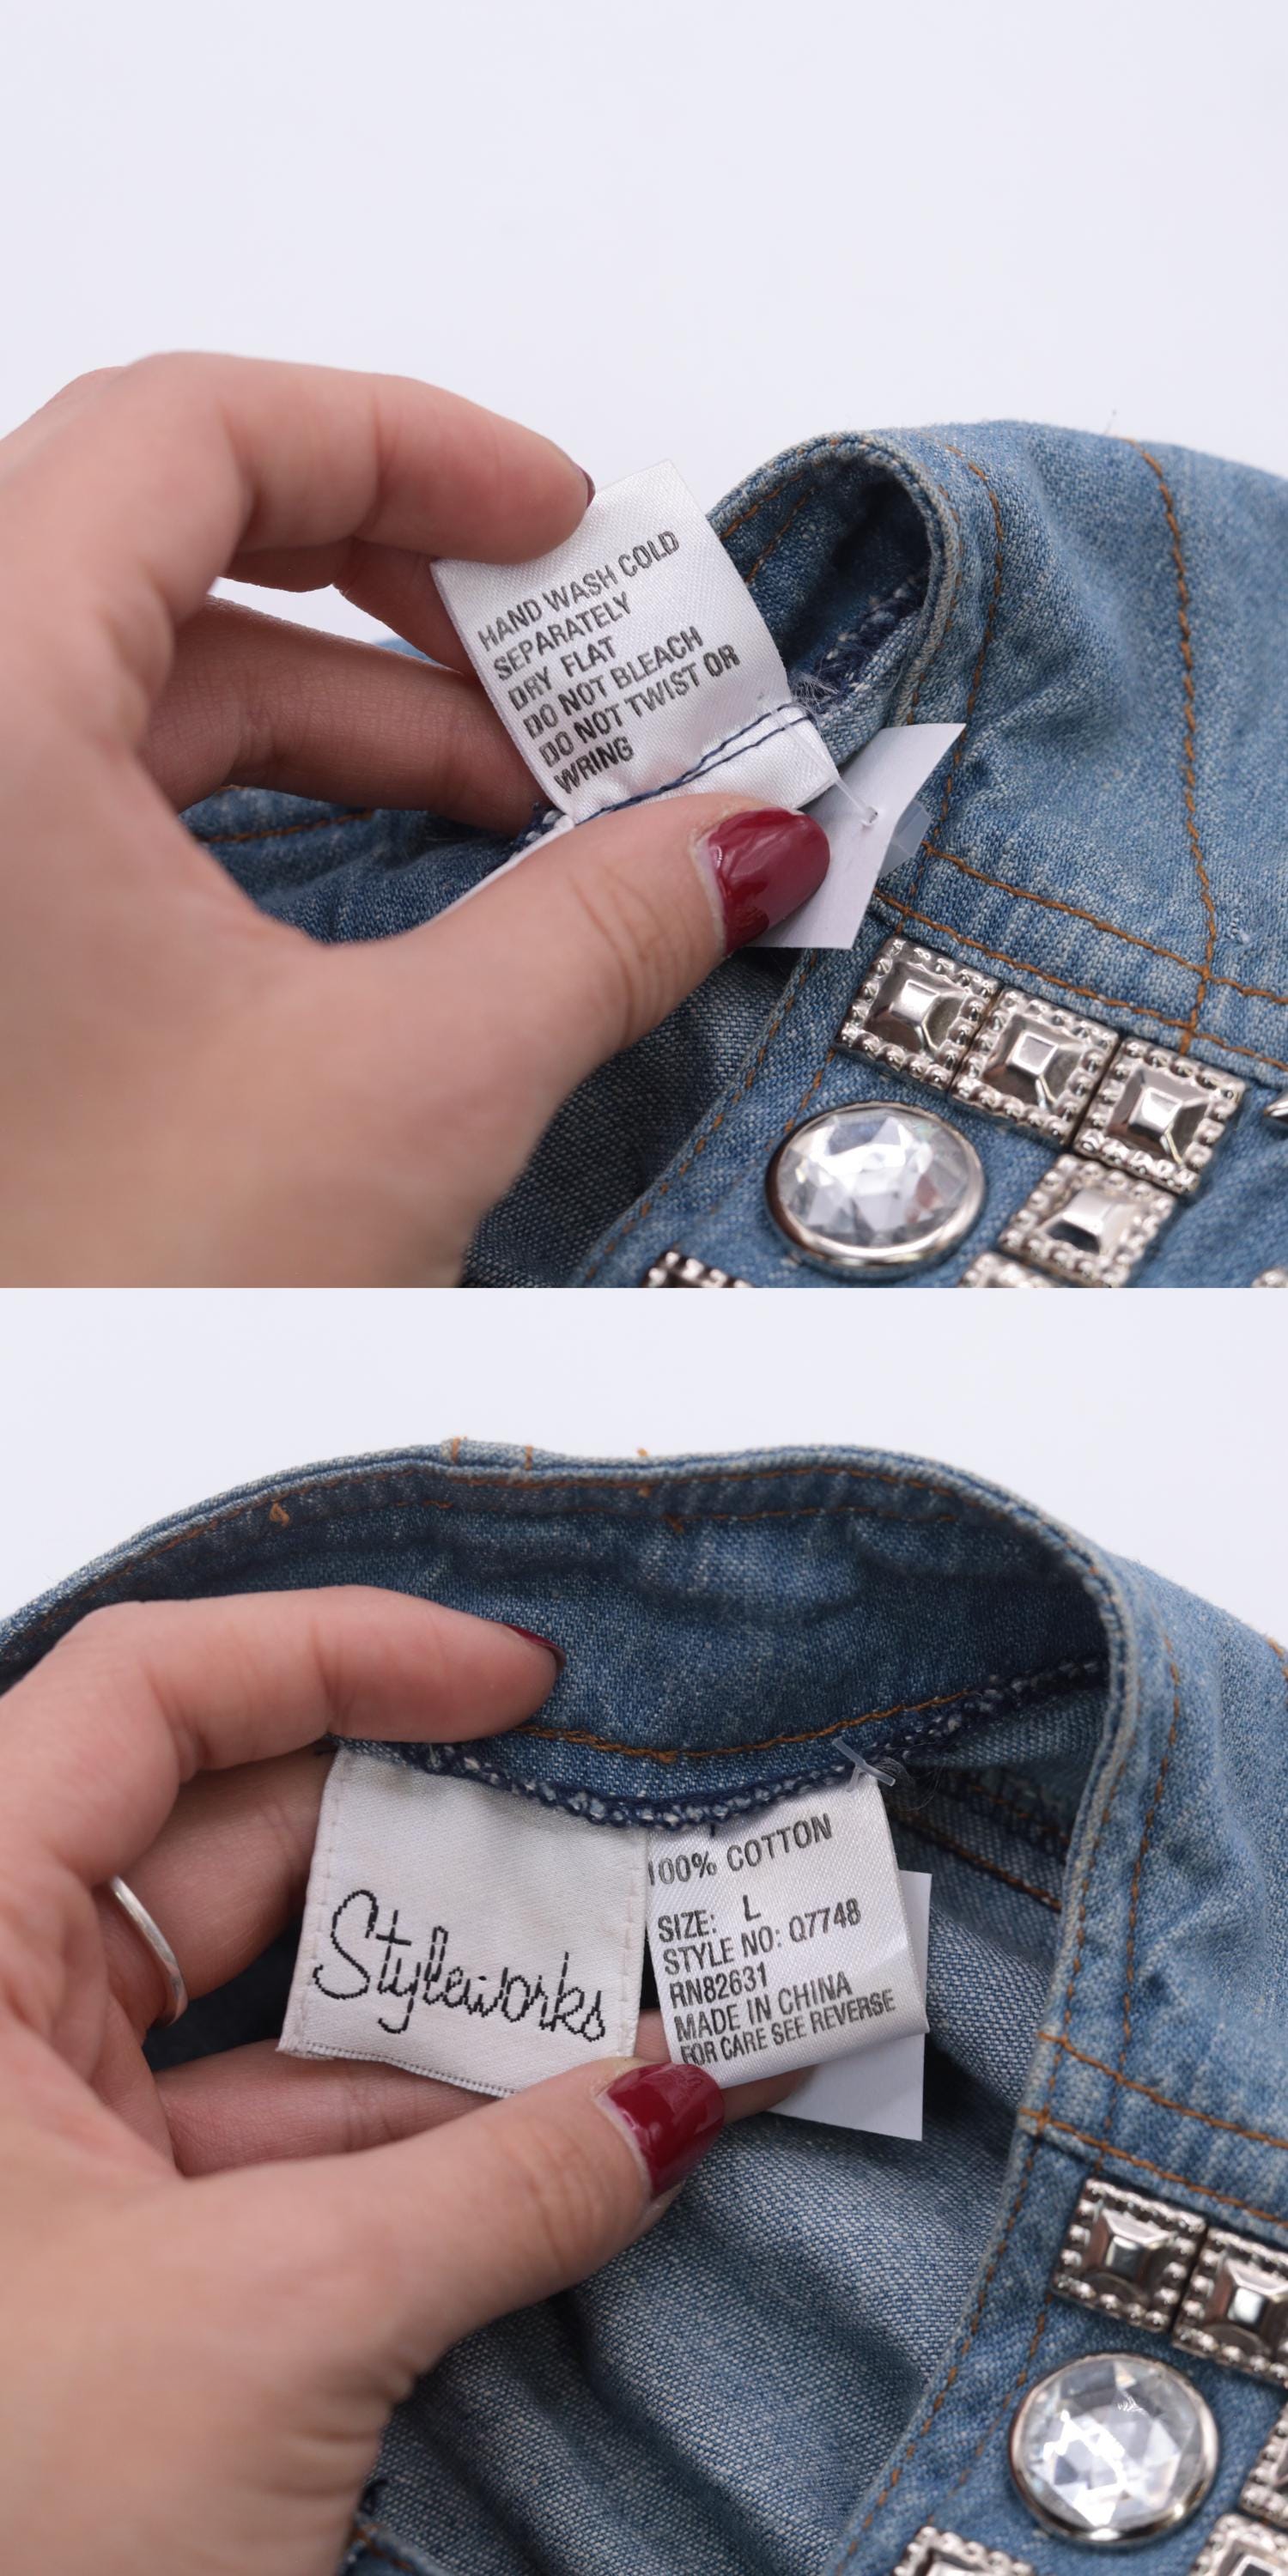 HAND WASH COLD
SEPARATELY
DRY FLAT
DO NOT BLEACH
DO NOT TWIST OR
WRING
Styleworks
100% COTTON
SIZE: L
STYLE NO: Q7748
RN82631
MADE IN CHINA
FOR CARE SEE REVERSE